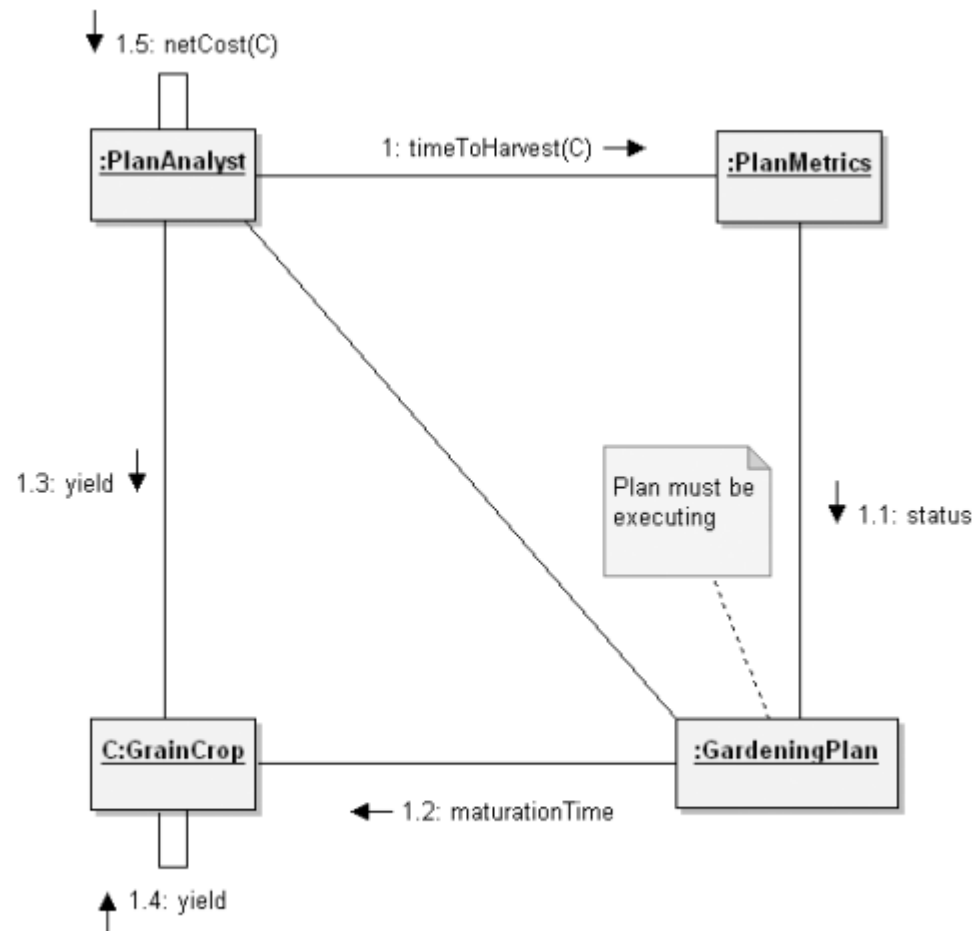 1.5: netCost(C)
:PlanAnalyst
1: timeToHarvest(C)
:PlanMetrics
1.3: yield
Plan must be
executing
1.1: status
C:GrainCrop
:GardeningPlan
1.2: maturationTime
1.4: yield